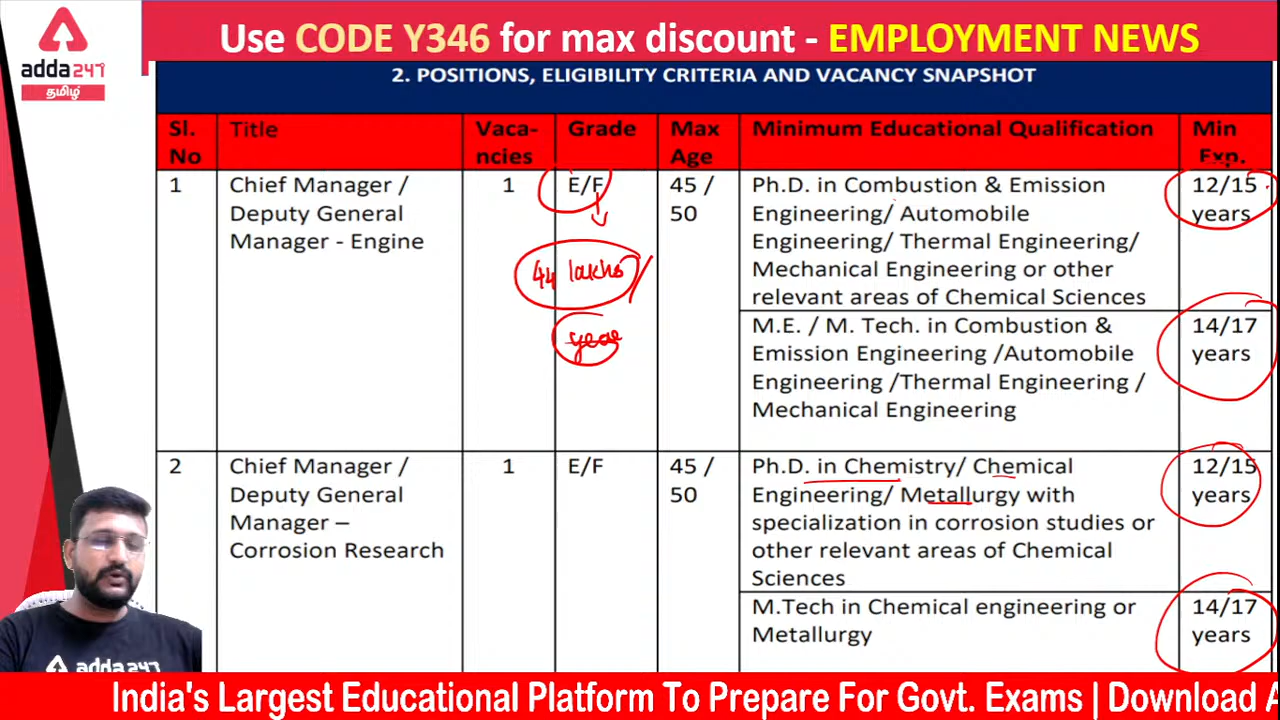 Use CODE Y346 for max discount - EMPLOYMENT NEWS
adda247
தமிழ்
2. POSITIONS, ELIGIBILITY CRITERIA AND VACANCY SNAPSHOT
Sl. No
Title
Vaca-ncies
Grade
Max Age
Minimum Educational Qualification
Min Exp.
1
Chief Manager /
Deputy General
Manager - Engine
1
E/F
44 lakhs/
year
45 /
50
Ph.D. in Combustion & Emission
Engineering/ Automobile
Engineering/ Thermal Engineering/
Mechanical Engineering or other
relevant areas of Chemical Sciences
12/15
years
M.E. / M. Tech. in Combustion &
Emission Engineering /Automobile
Engineering /Thermal Engineering /
Mechanical Engineering
14/17
years
2
Chief Manager /
Deputy General
Manager –
Corrosion Research
1
E/F
45 /
50
Ph.D. in Chemistry/ Chemical
Engineering/ Metallurgy with
specialization in corrosion studies or
other relevant areas of Chemical
Sciences
12/15
years
M.Tech in Chemical engineering or
Metallurgy
14/17
years
adda247
India's Largest Educational Platform To Prepare For Govt. Exams | Download A